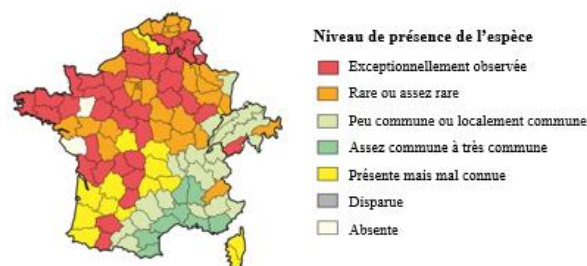 Niveau de présence de l'espèce
Exceptionnellement observée
Rare ou assez rare
Peu commune ou localement commune
Assez commune à très commune
Présente mais mal connue
Disparue
Absente